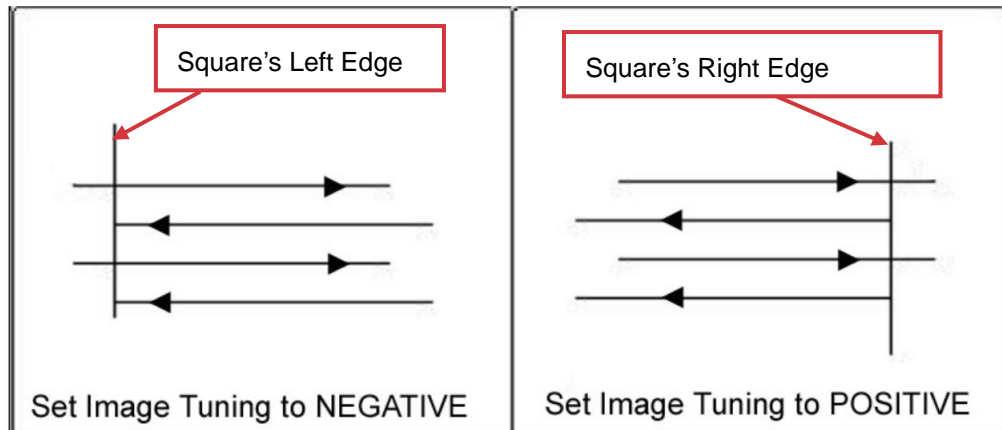 Square's Left Edge
Square's Right Edge
Set Image Tuning to NEGATIVE
Set Image Tuning to POSITIVE